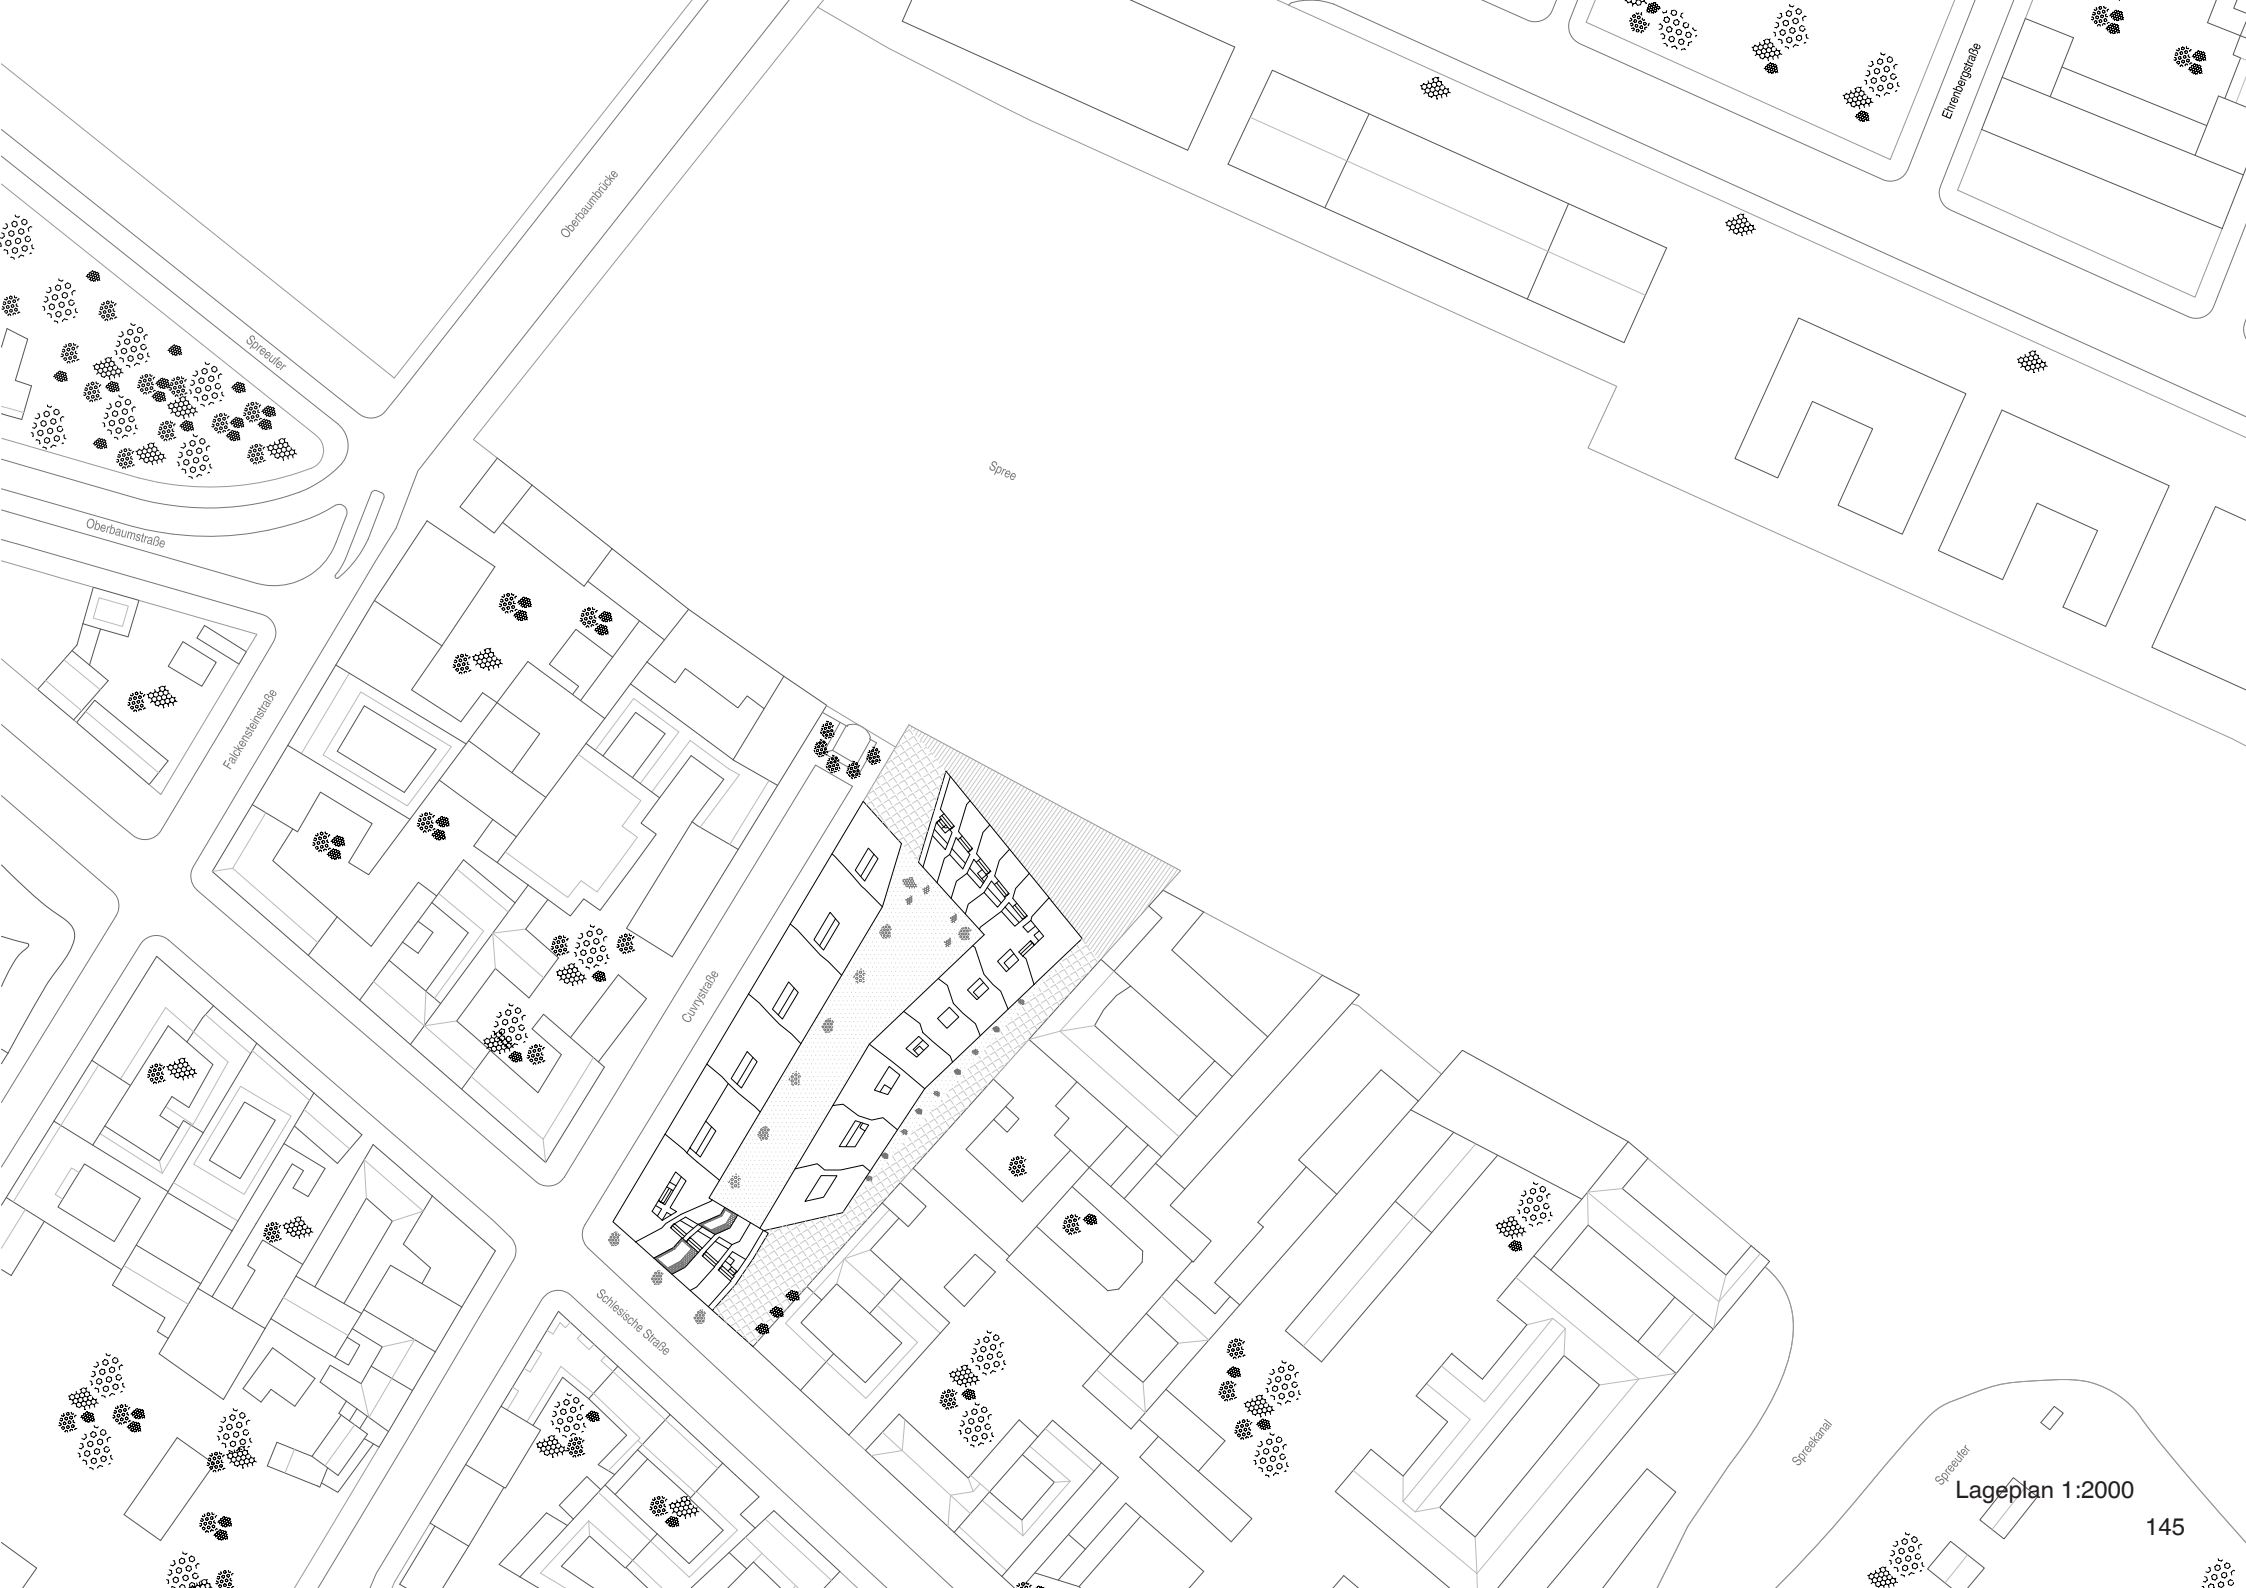 Ehrenbergstraße
Oberbaumbrücke
Spreeufer
Spree
Oberbaumstraße
Falckensteinstraße
Cuvrystraße
Schlesische Straße
Spreekanal
Spreeufer
Lageplan 1:2000
145